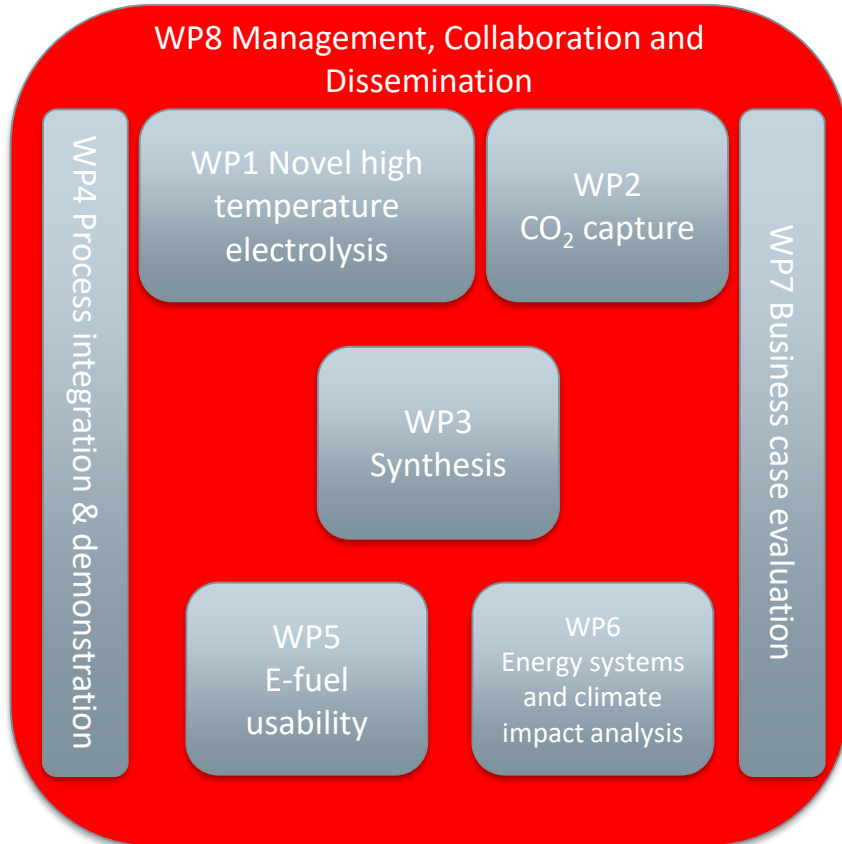 WP8 Management, Collaboration and
Dissemination
WP4 Process integration & demonstration
WP1 Novel high
temperature
electrolysis
WP2
CO₂ capture
WP7 Business case evaluation
WP3
Synthesis
WP5
E-fuel
usability
WP6
Energy systems
and climate
impact analysis